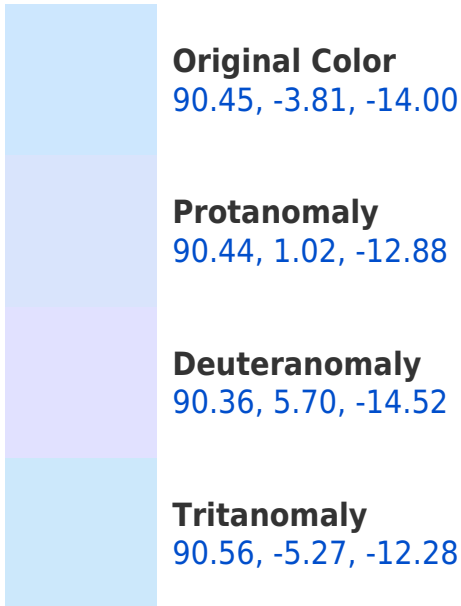 Original Color
90.45, -3.81, -14.00
Protanomaly
90.44, 1.02, -12.88
Deuteranomaly
90.36, 5.70, -14.52
Tritanomaly
90.56, -5.27, -12.28